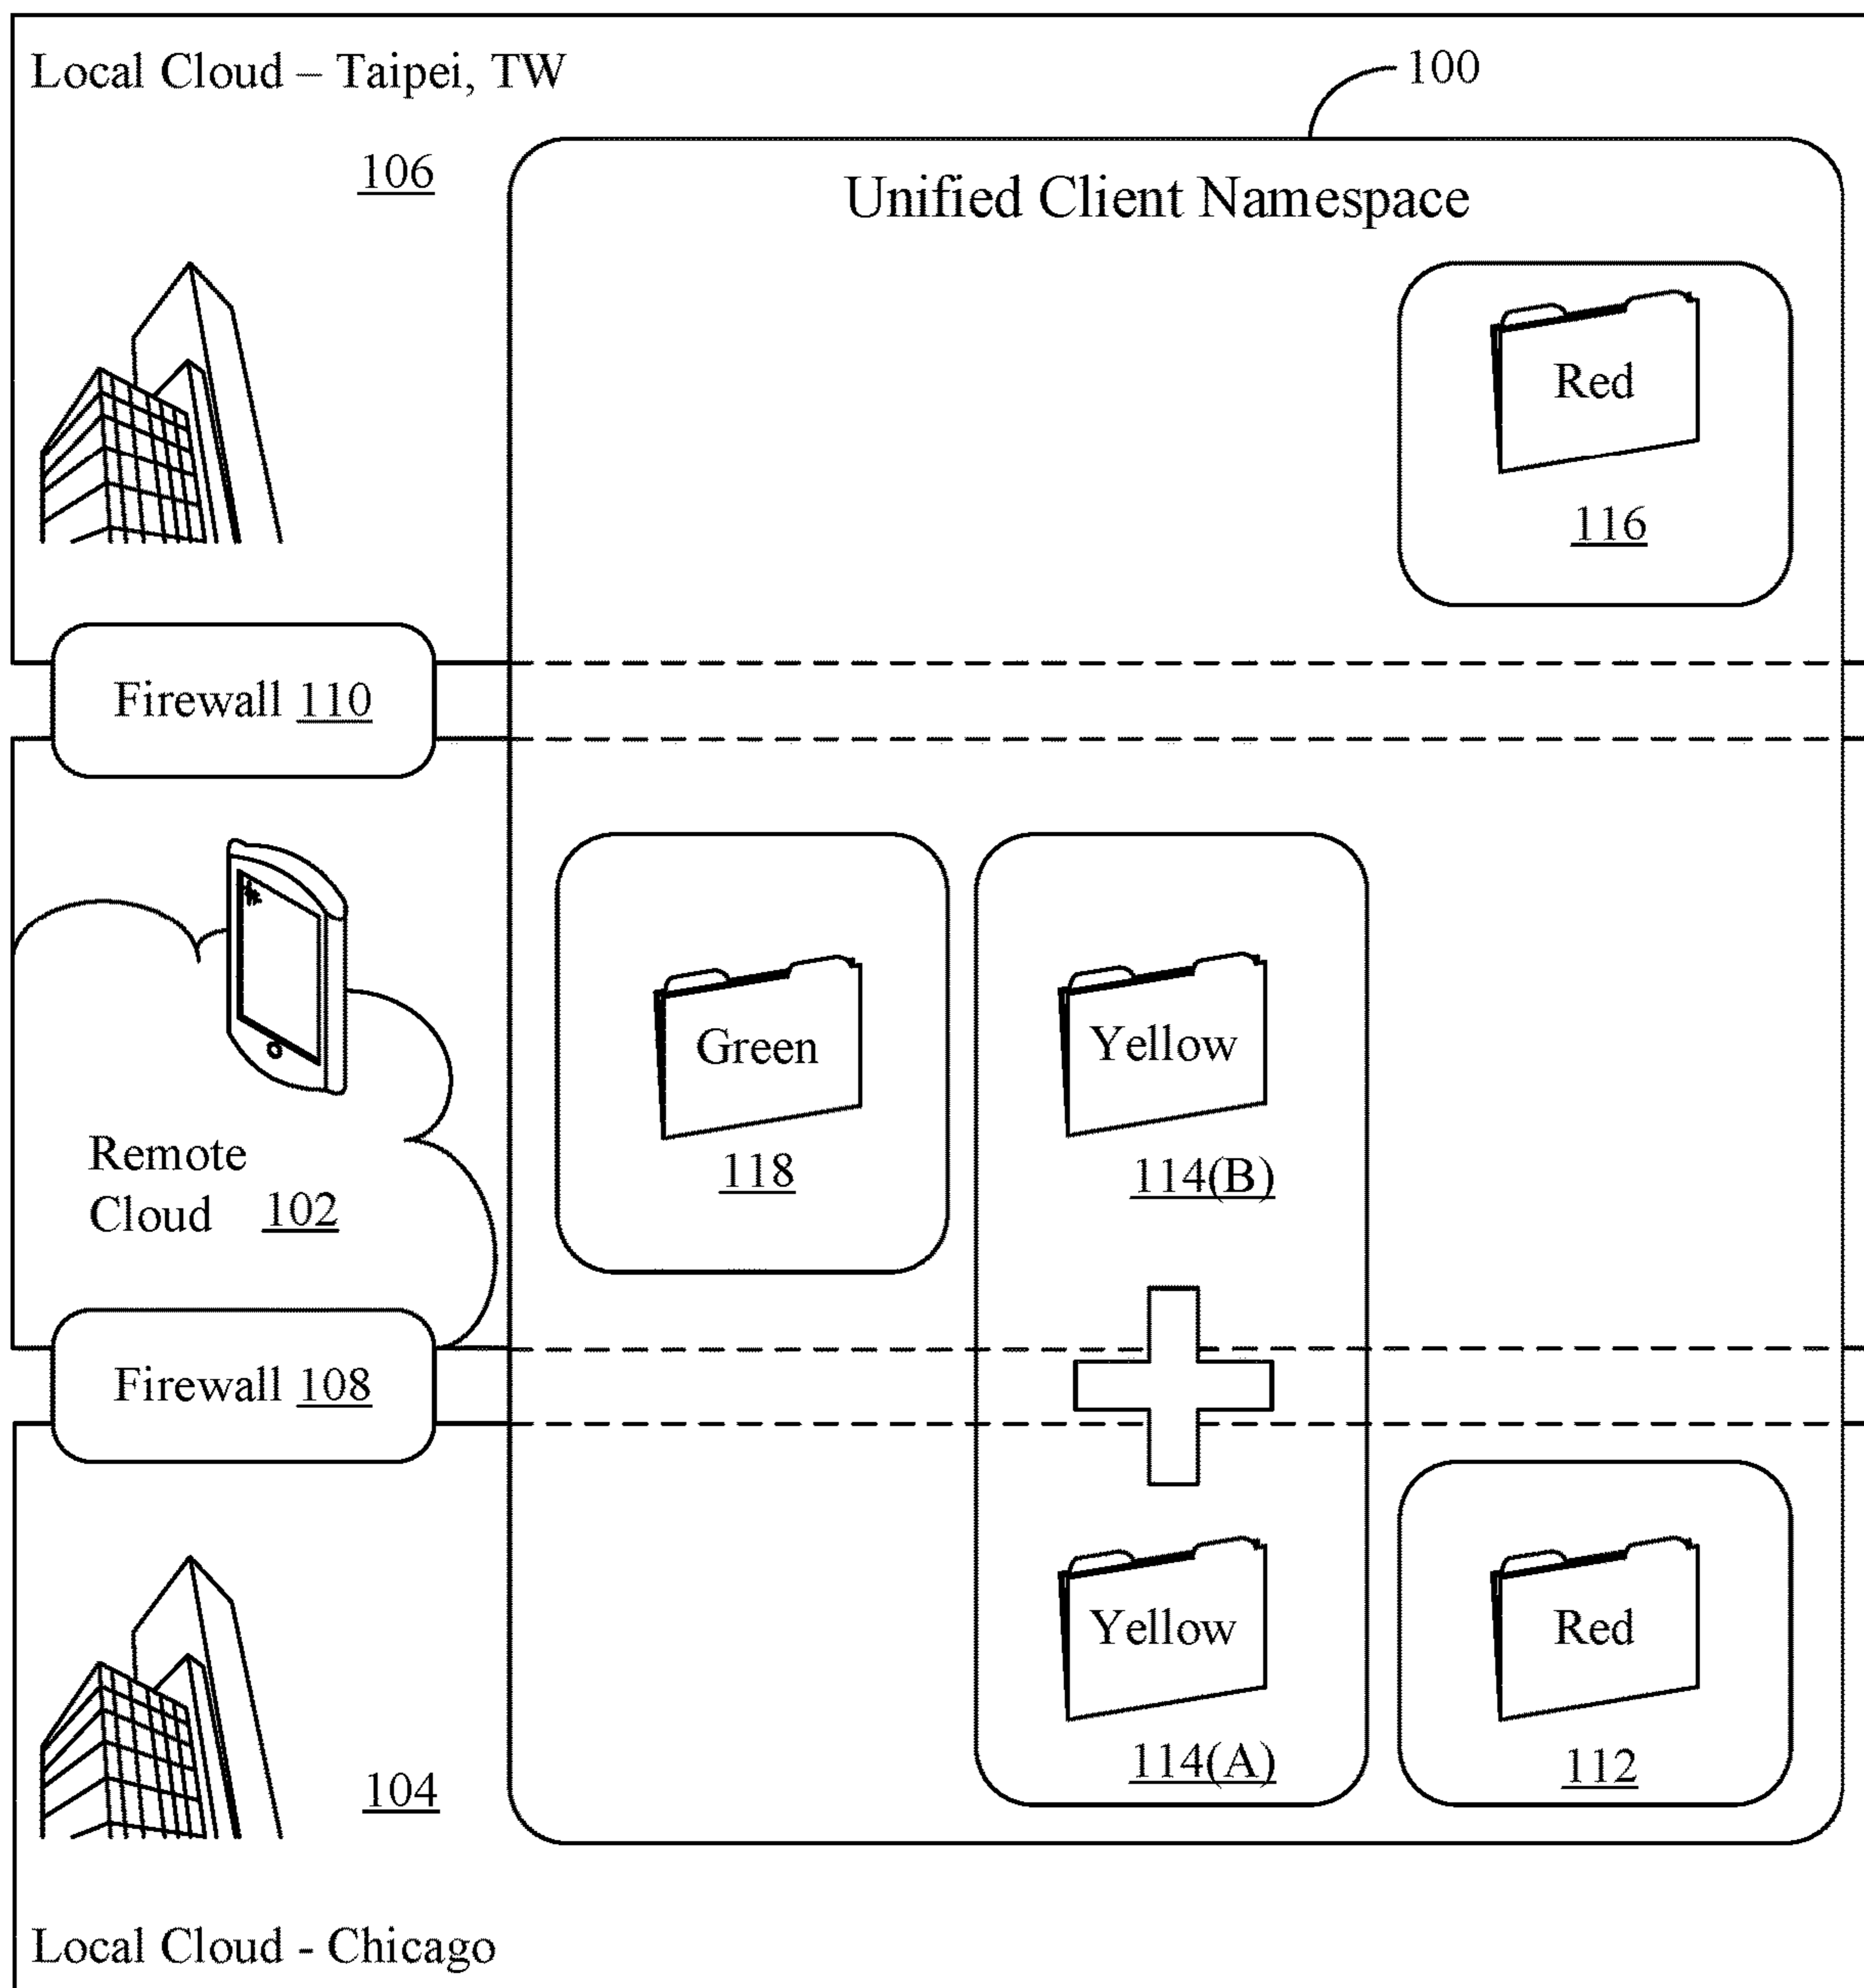 Local Cloud – Taipei, TW
100
106
Unified Client Namespace
Red
116
Firewall 110
Green
Yellow
118
114(B)
Remote
Cloud 102
Firewall 108
Yellow
Red
114(A)
112
104
Local Cloud - Chicago